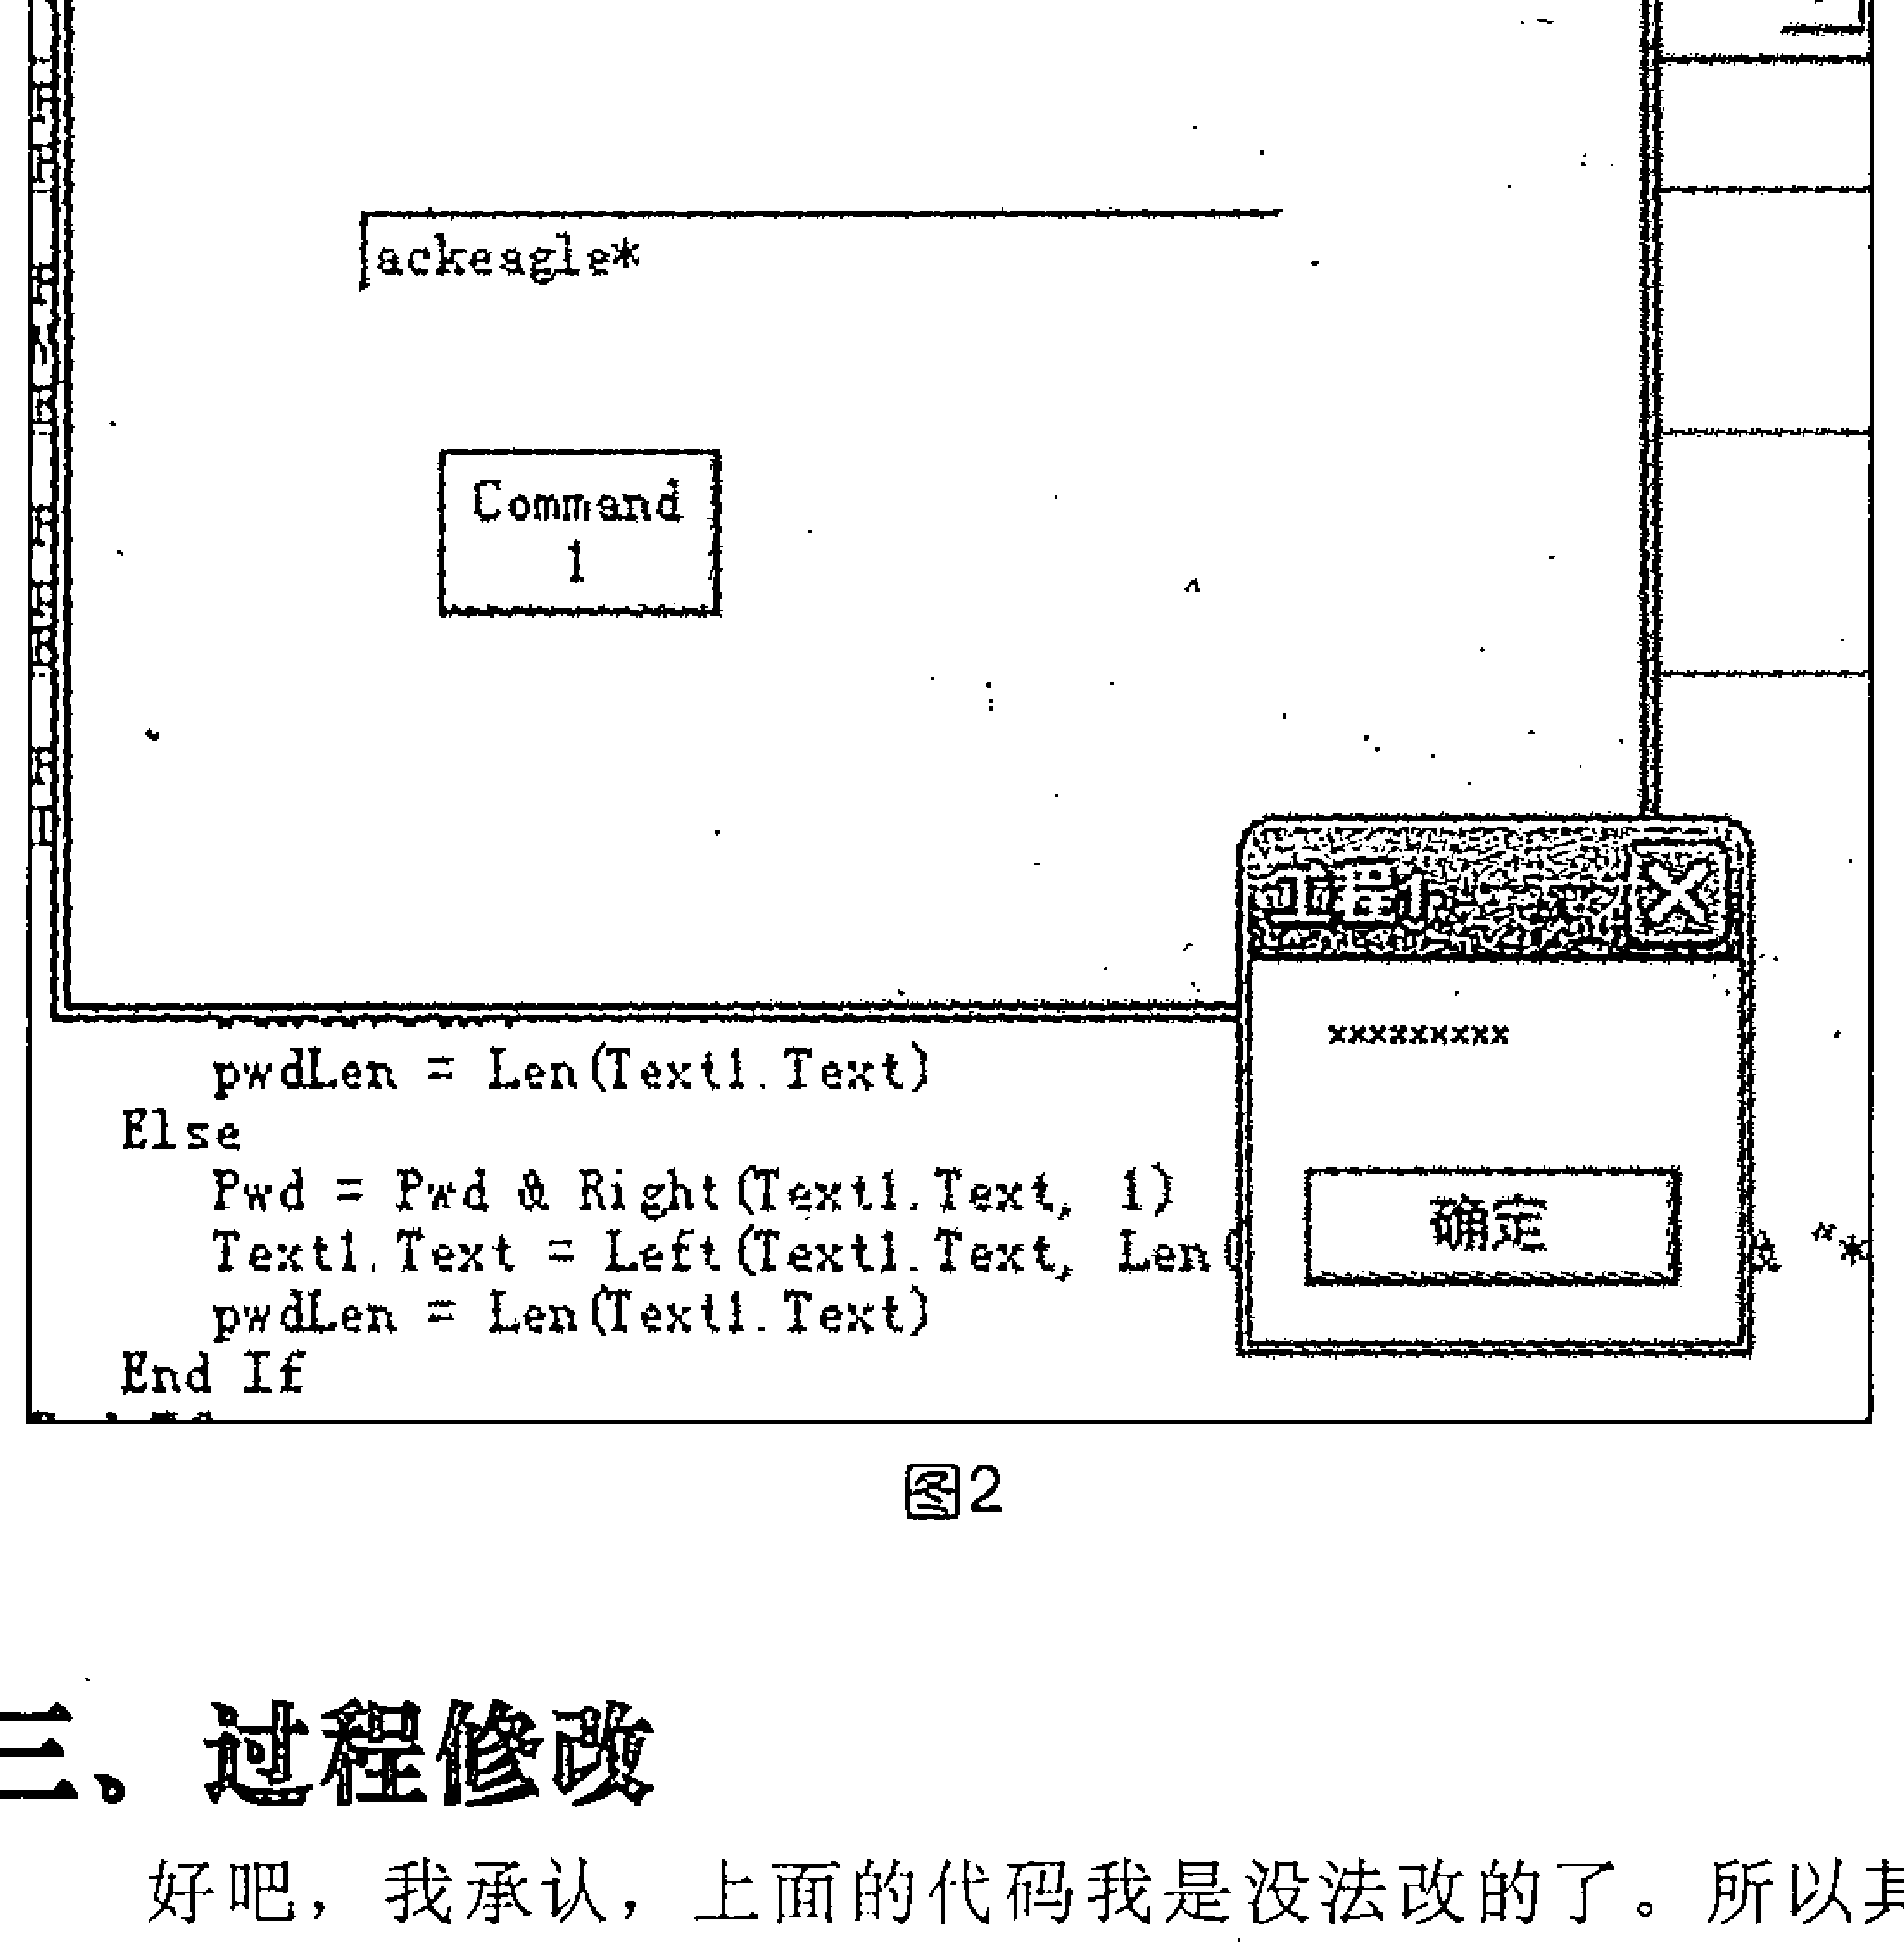 ackeagle*
Command
1
工程1
xxxxxxxxx
pwdLen = Len(Text1.Text)
Else
Pwd = Pwd & Right(Text1.Text, 1)
确定
Text1.Text = Left(Text1.Text, Len( & "*
pwdLen = Len(Text1.Text)
End If
图2
三、过程修改
好吧，我承认，上面的代码我是没法改的了。所以其